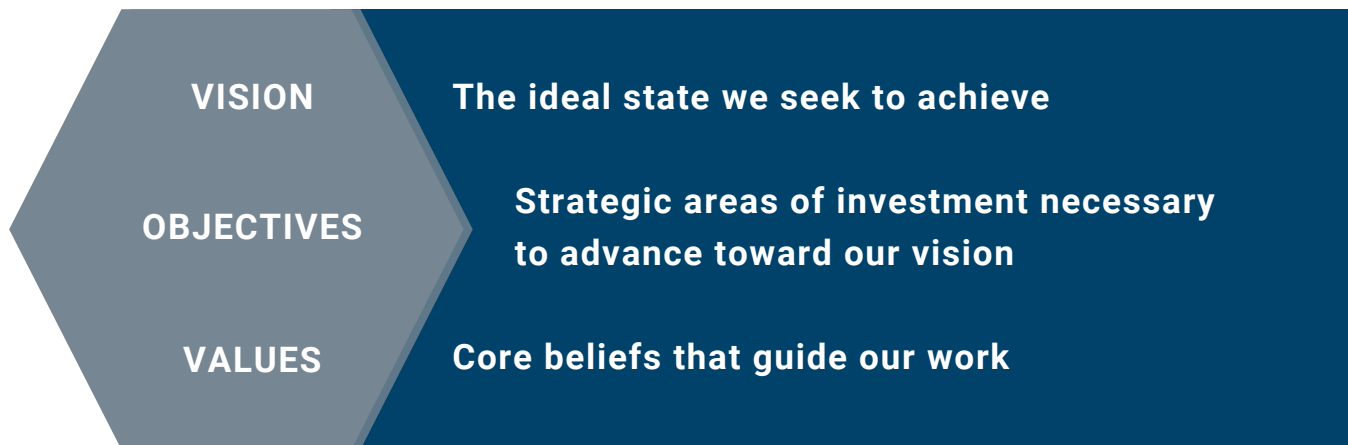 VISION
The ideal state we seek to achieve
OBJECTIVES
Strategic areas of investment necessary
to advance toward our vision
VALUES
Core beliefs that guide our work